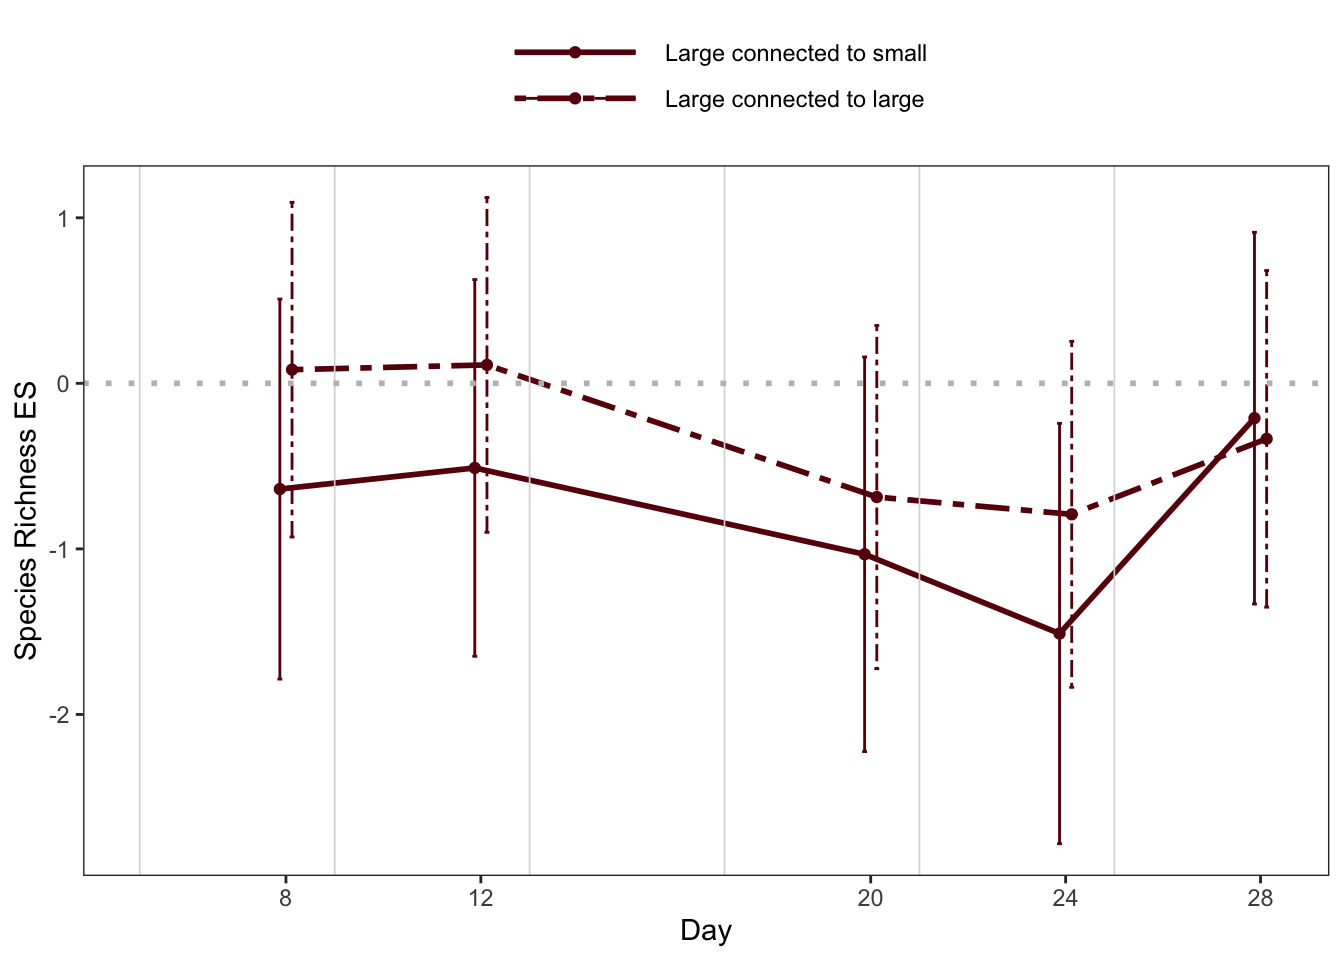 Large connected to small
Large connected to large
Species Richness ES
1
0
-1
-2
8 12 20 24 28
Day